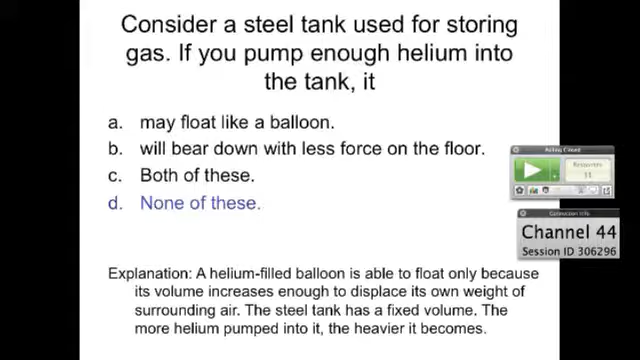 Consider a steel tank used for storing
gas. If you pump enough helium into
the tank, it
a. may float like a balloon.
b. will bear down with less force on the floor.
c. Both of these.
d. None of these.
Explanation: A helium-filled balloon is able to float only because
its volume increases enough to displace its own weight of
surrounding air. The steel tank has a fixed volume. The
more helium pumped into it, the heavier it becomes.
Polling Closed
Responses
11
Connection Info
Channel 44
Session ID 306296